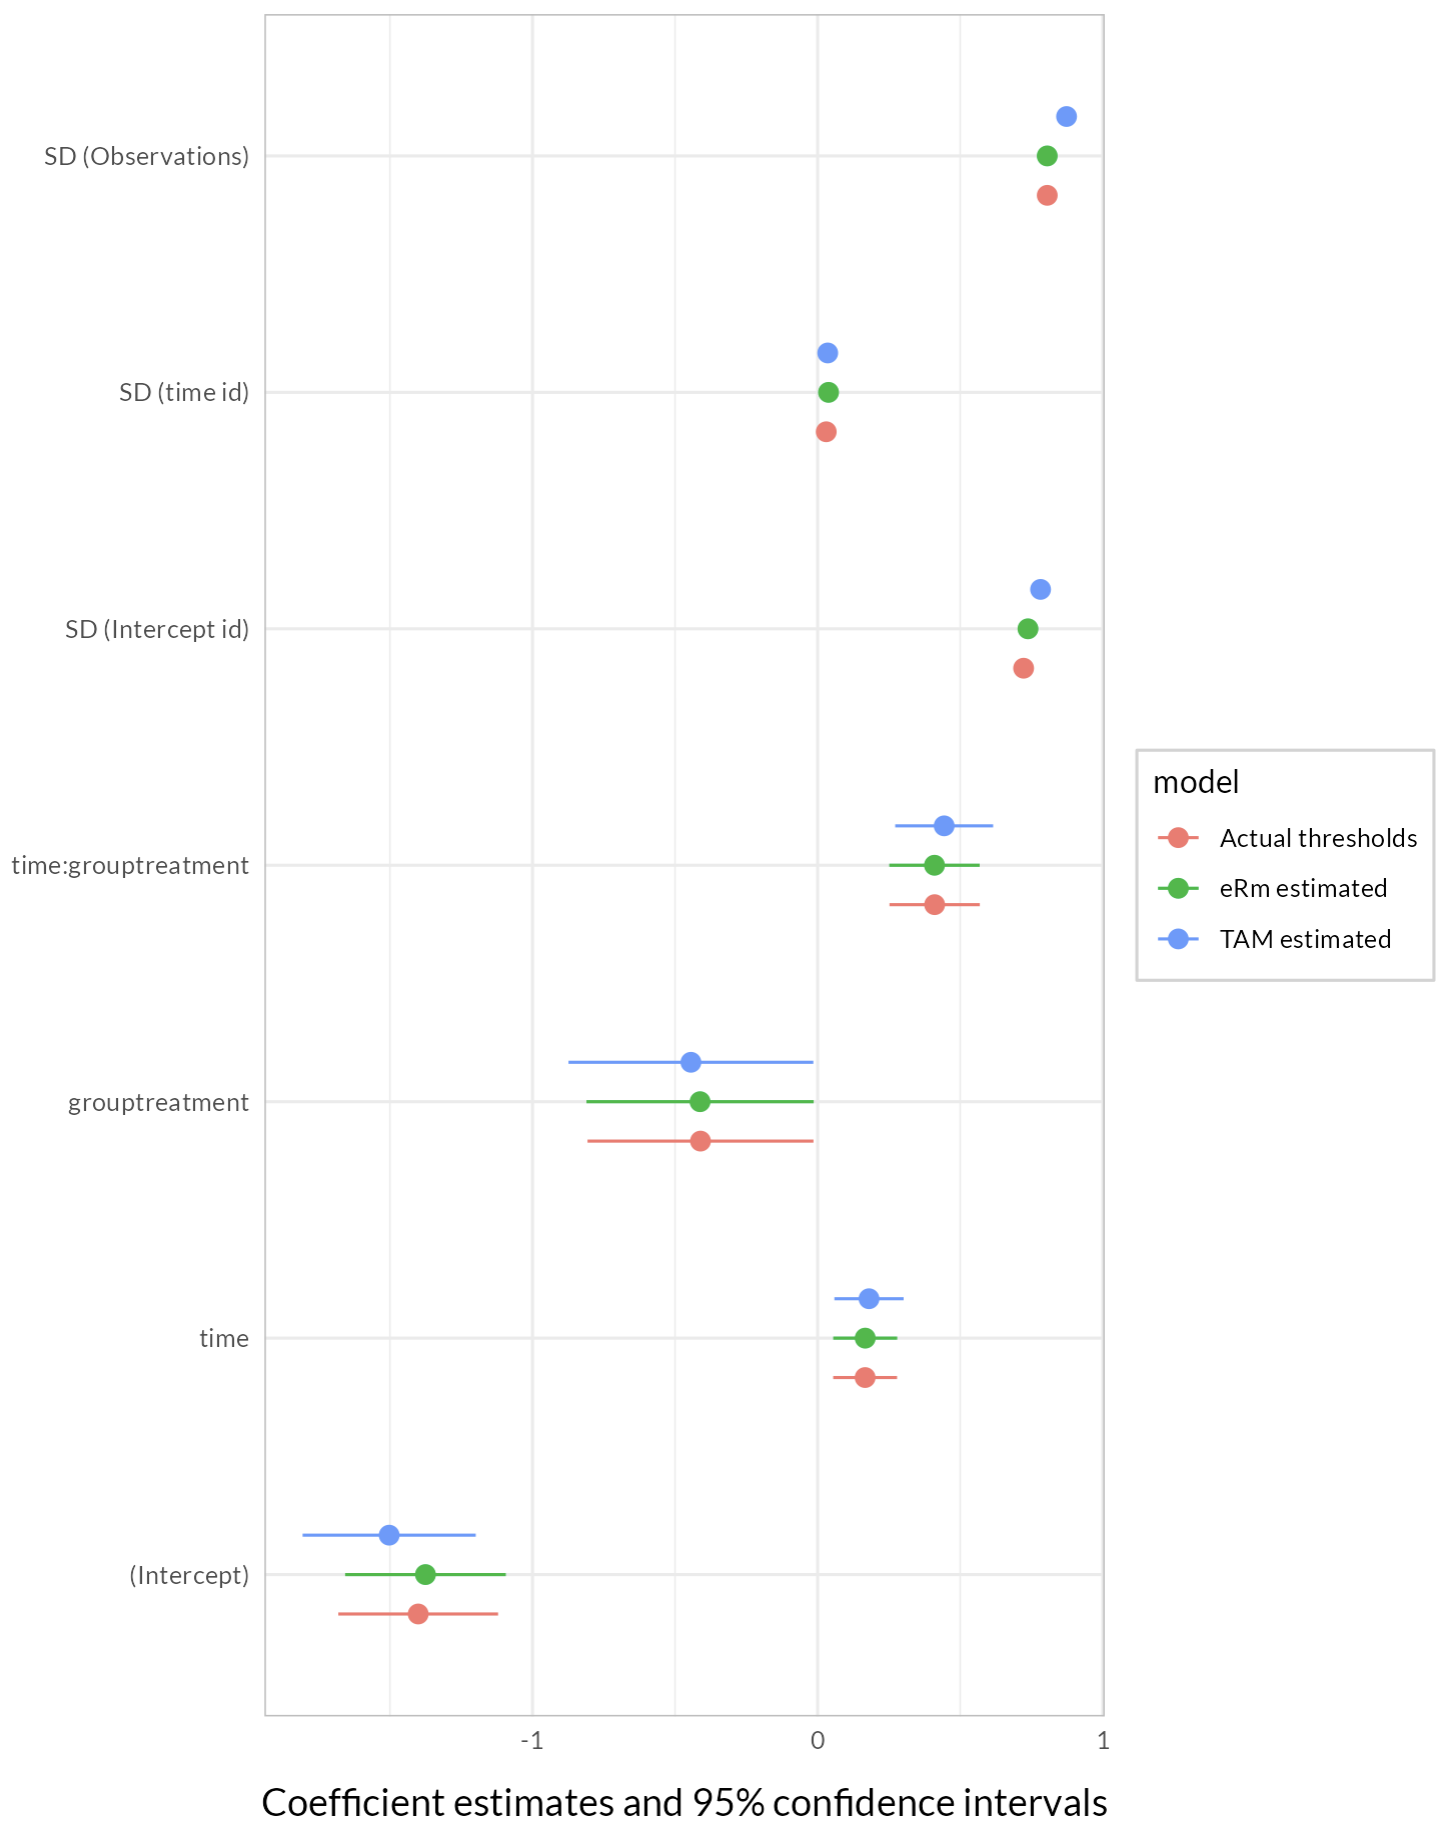 SD (Observations)
SD (time id)
SD (Intercept id)
time:grouptreatment
grouptreatment
time
(Intercept)
-1
0
1
Coefficient estimates and 95% confidence intervals
model
Actual thresholds
eRm estimated
TAM estimated